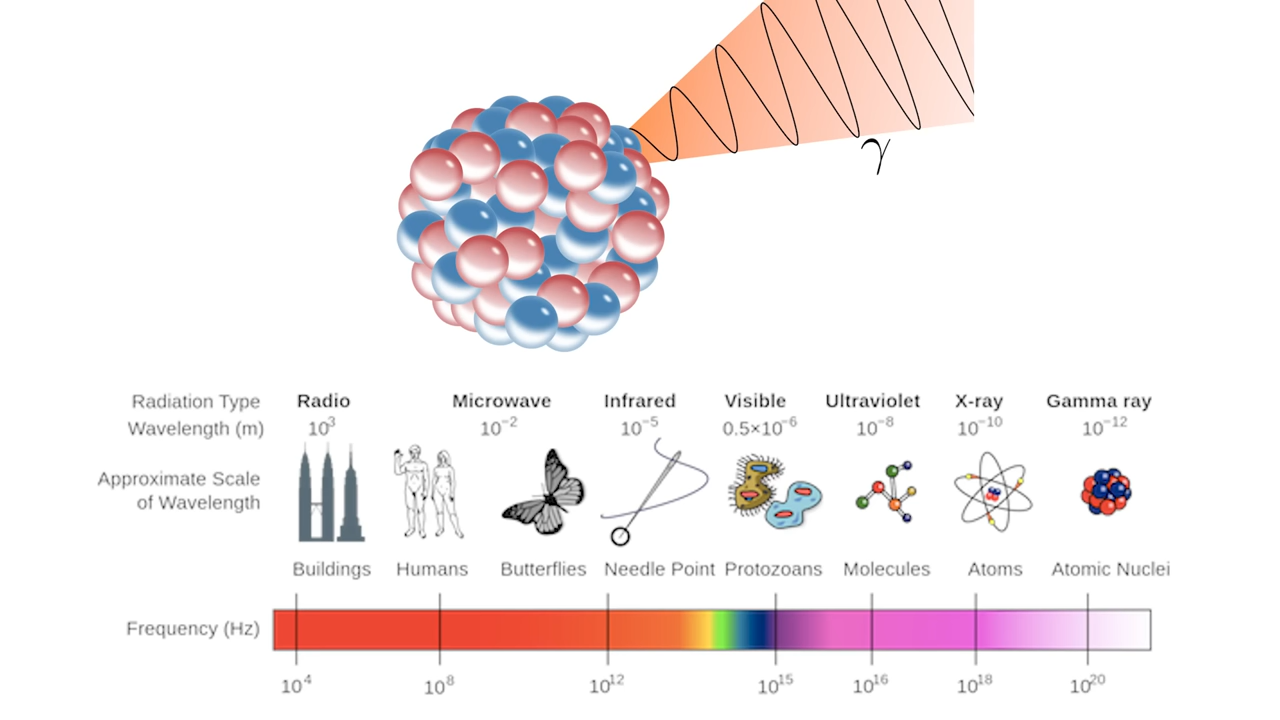 γ
Radiation Type Radio Microwave Infrared Visible Ultraviolet X-ray Gamma ray
Wavelength (m) 10³ 10⁻² 10⁻⁵ 0.5×10⁻⁶ 10⁻⁸ 10⁻¹⁰ 10⁻¹²
Approximate Scale
of Wavelength
Buildings Humans Butterflies Needle Point Protozoans Molecules Atoms Atomic Nuclei
Frequency (Hz)
10⁴ 10⁸ 10¹² 10¹⁵ 10¹⁶ 10¹⁸ 10²⁰